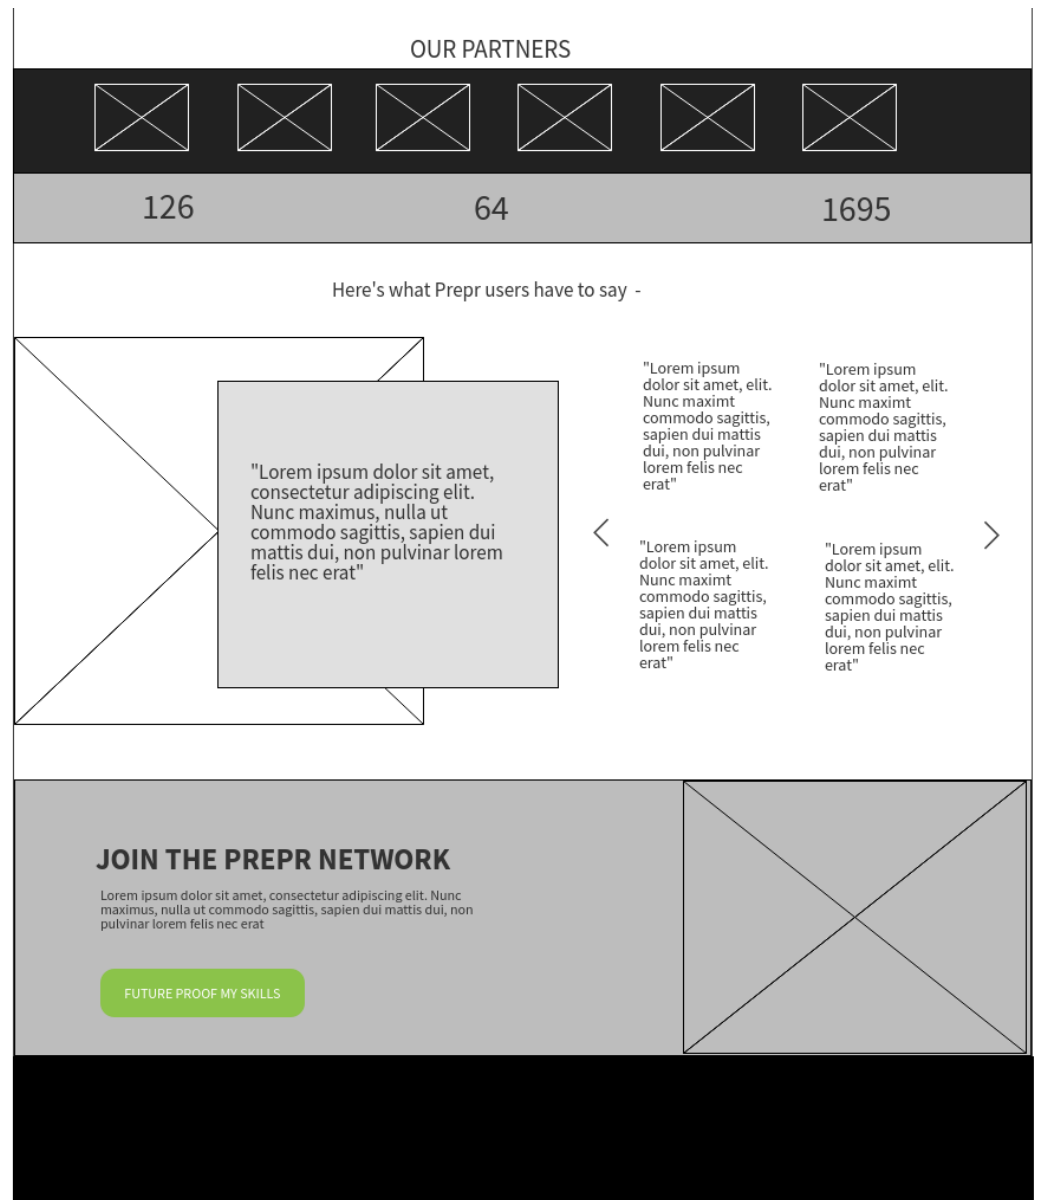 OUR PARTNERS
126 64 1695
Here's what Prepr users have to say -
"Lorem ipsum dolor sit amet,
consectetur adipiscing elit.
Nunc maximus, nulla ut
commodo sagittis, sapien dui
mattis dui, non pulvinar lorem
felis nec erat"
"Lorem ipsum
dolor sit amet, elit.
Nunc maximt
commodo sagittis,
sapien dui mattis
dui, non pulvinar
lorem felis nec
erat"
"Lorem ipsum
dolor sit amet, elit.
Nunc maximt
commodo sagittis,
sapien dui mattis
dui, non pulvinar
lorem felis nec
erat"
"Lorem ipsum
dolor sit amet, elit.
Nunc maximt
commodo sagittis,
sapien dui mattis
dui, non pulvinar
lorem felis nec
erat"
"Lorem ipsum
dolor sit amet, elit.
Nunc maximt
commodo sagittis,
sapien dui mattis
dui, non pulvinar
lorem felis nec
erat"
JOIN THE PREPR NETWORK
Lorem ipsum dolor sit amet, consectetur adipiscing elit. Nunc
maximus, nulla ut commodo sagittis, sapien dui mattis dui, non
pulvinar lorem felis nec erat
FUTURE PROOF MY SKILLS